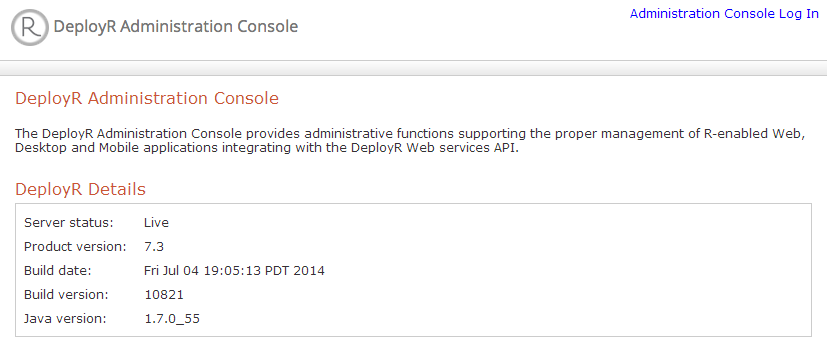 R DeployR Administration Console
Administration Console Log In
DeployR Administration Console
The DeployR Administration Console provides administrative functions supporting the proper management of R-enabled Web,
Desktop and Mobile applications integrating with the DeployR Web services API.
DeployR Details
Server status: Live
Product version: 7.3
Build date: Fri Jul 04 19:05:13 PDT 2014
Build version: 10821
Java version: 1.7.0_55